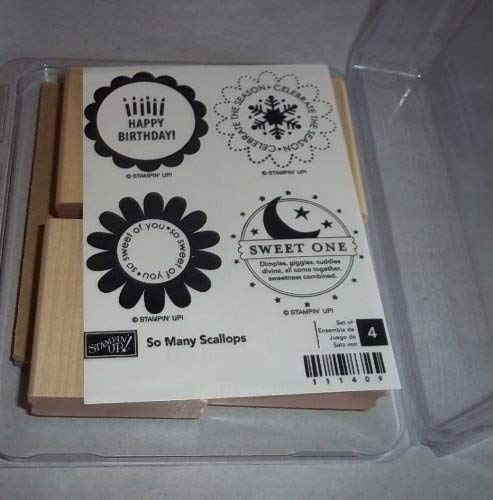 HAPPY
BIRTHDAY!
© STAMPIN' UP!
CELEBRATE THE SEASON • CELEBRATE THE SEASON •
© STAMPIN' UP!
so sweet of you • so sweet of you •
© STAMPIN' UP!
SWEET ONE
Dimples, giggles, cuddles
divine, all come together,
sweetness combined.
© STAMPIN' UP!
STAMPIN' UP!
So Many Scallops
Set of
Ensemble de
Juego de
Satz von
4
111409